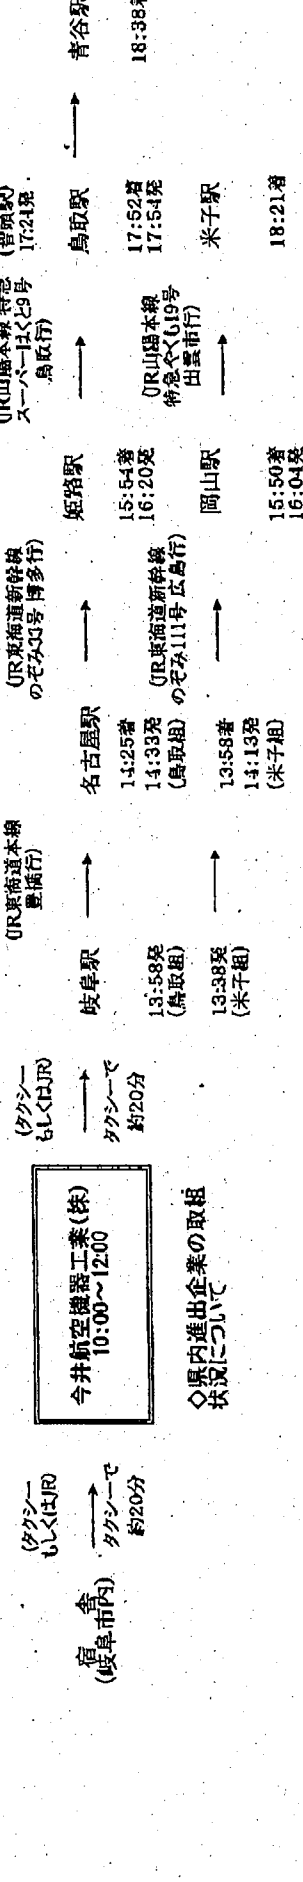 宿舎
(岐阜市内)
(タクシー
もしくはJR)
タクシーで
約20分
今井航空機器工業(株)
10:00~12:00
◇県内進出企業の取組
状況について
(タクシー
もしくはJR)
タクシーで
約20分
岐阜駅
13:58発
(鳥取組)
13:38発
(米子組)
(JR東海道本線
豊橋行)
名古屋駅
14:25着
14:33発
(鳥取組)
13:58着
14:13発
(米子組)
(JR東海道新幹線
のぞみ33号 博多行)
(JR東海道新幹線
のぞみ111号 広島行)
姫路駅
15:54着
16:20発
岡山駅
15:50着
16:04発
(JR山陽本線 特急
スーパーはくと9号
鳥取行)
(JR山陽本線
特急やくも19号
出雲市行)
(智頭駅)
17:24発
鳥取駅
17:52着
17:54発
米子駅
18:21着
青谷駅
18:38着